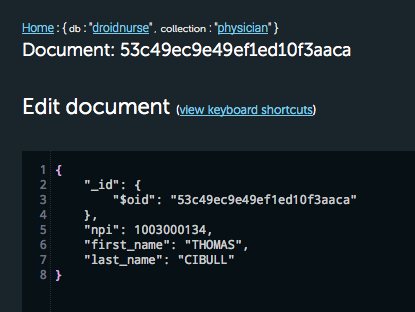 Home : { db : "droidnurse", collection : "physician" }
Document: 53c49ec9e49ef1ed10f3aaca
Edit document (view keyboard shortcuts)
1 {
2 "_id": {
3 "$oid": "53c49ec9e49ef1ed10f3aaca"
4 },
5 "npi": 1003000134,
6 "first_name": "THOMAS",
7 "last_name": "CIBULL"
8 }